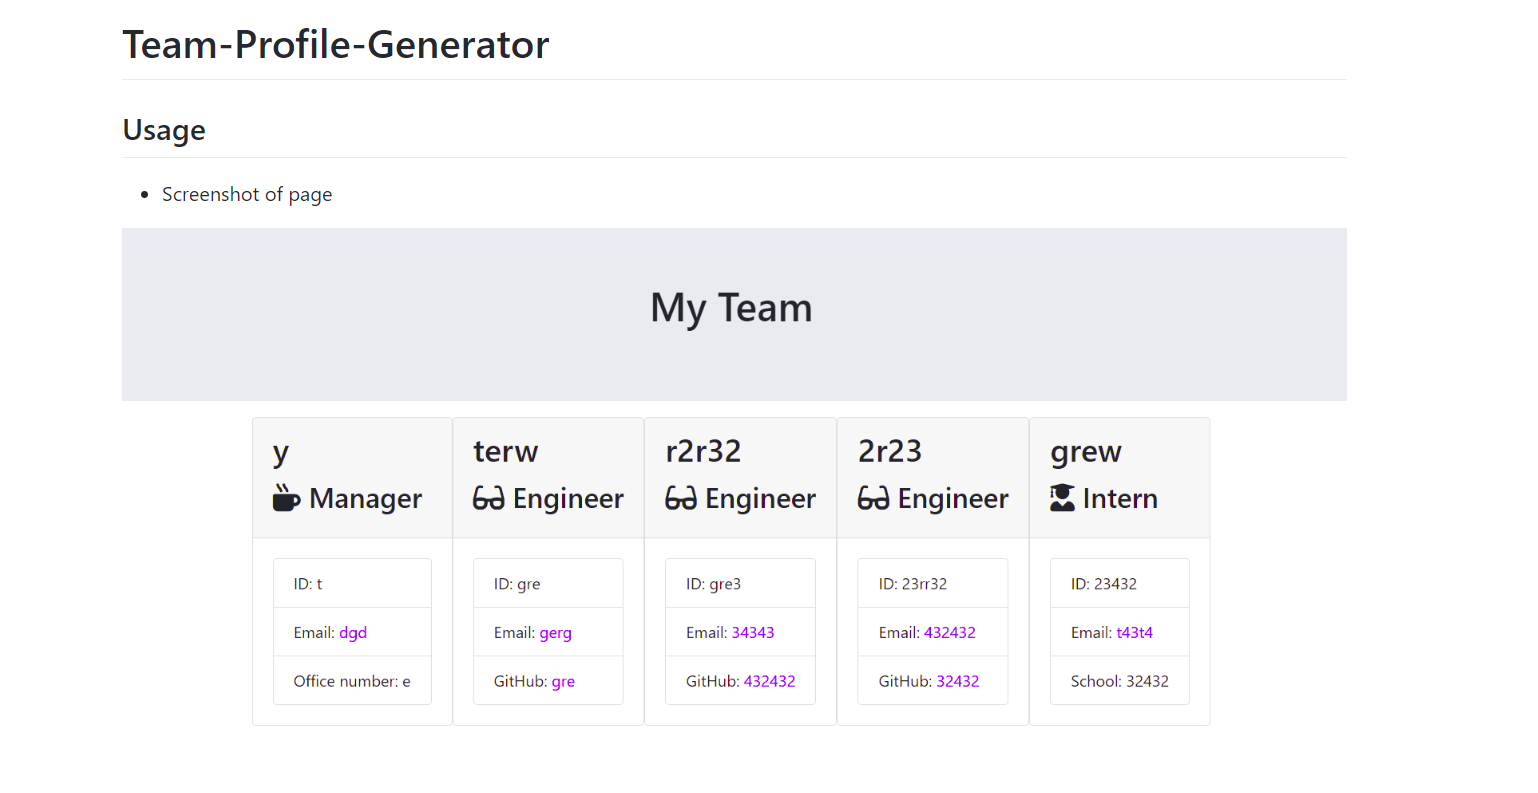 Team-Profile-Generator
Usage
Screenshot of page
My Team
y
Manager
ID: t
Email: dgd
Office number: e
terw
Engineer
ID: gre
Email: gerg
GitHub: gre
r2r32
Engineer
ID: gre3
Email: 34343
GitHub: 432432
2r23
Engineer
ID: 23rr32
Email: 432432
GitHub: 32432
grew
Intern
ID: 23432
Email: t43t4
School: 32432